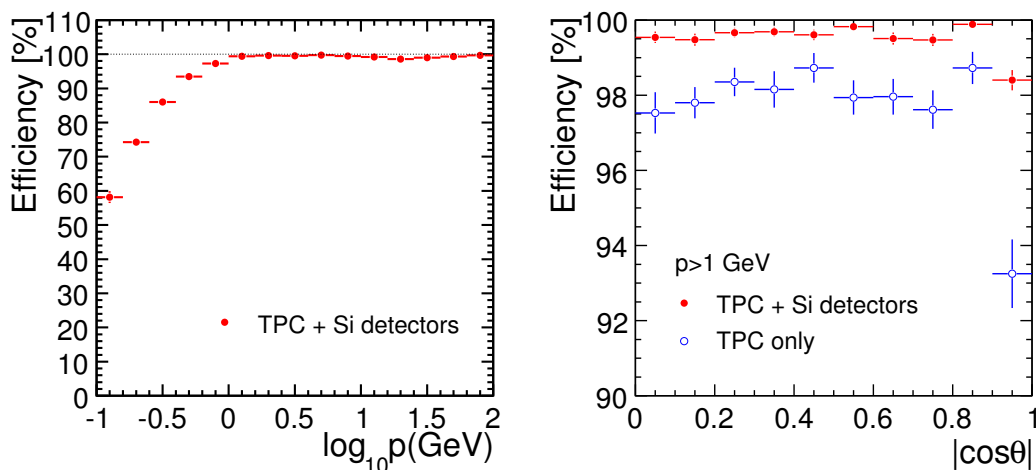 Efficiency [%]
100
90
80
70
60
50
40
30
20
10
0
TPC + Si detectors
-1 -0.5 0 0.5 1 1.5 2
log₁₀p(GeV)
Efficiency [%]
100
98
96
94
92
90
p>1 GeV
TPC + Si detectors
TPC only
0 0.2 0.4 0.6 0.8 1
|cosθ|